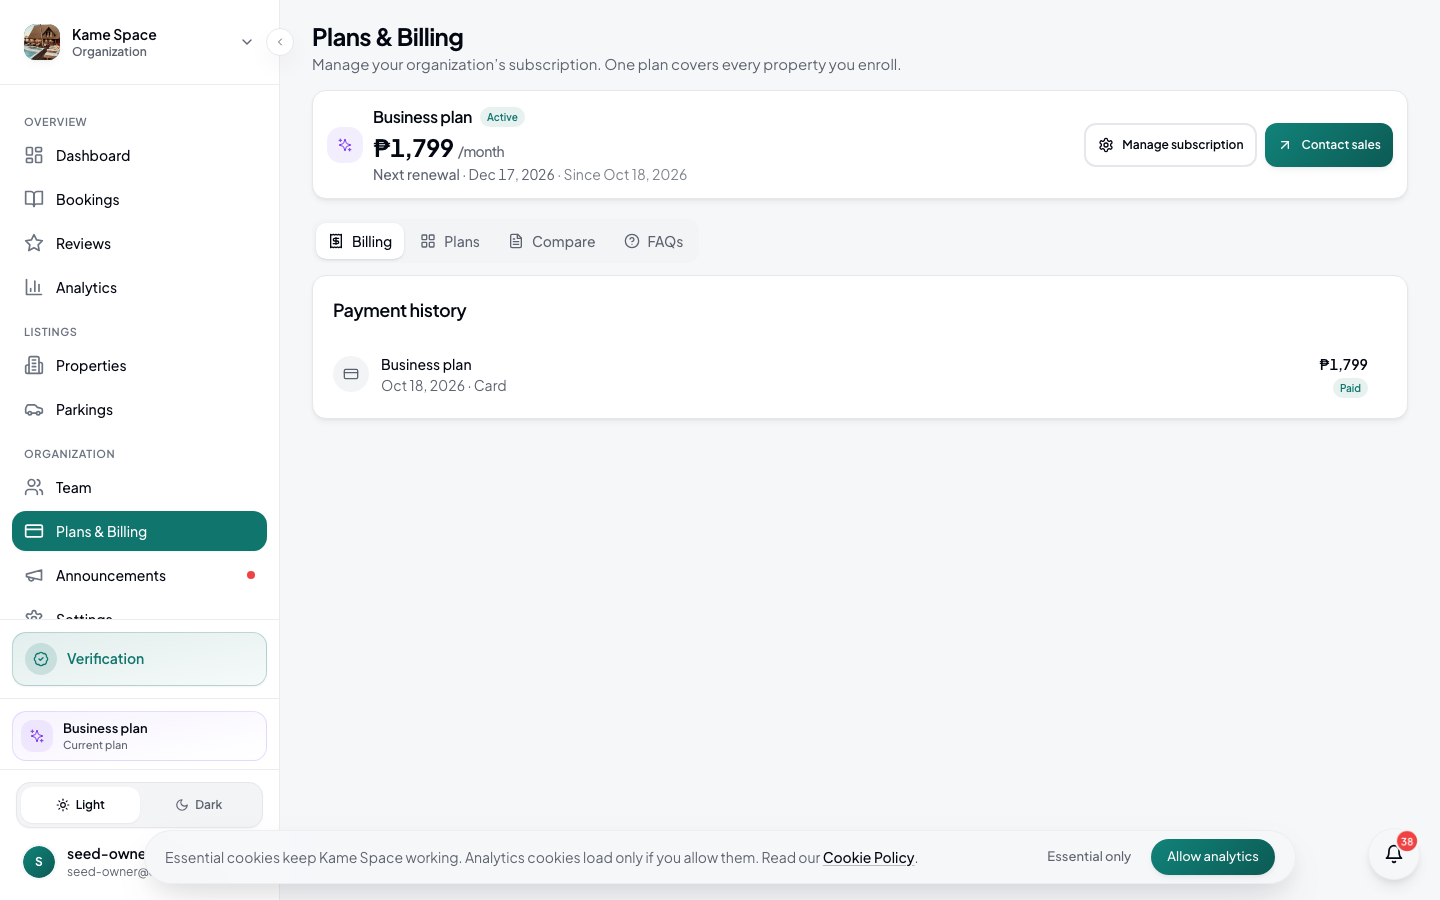 Kame Space
Organization
OVERVIEW
Dashboard
Bookings
Reviews
Analytics
LISTINGS
Properties
Parkings
ORGANIZATION
Team
Plans & Billing
Announcements
Settings
Verification
Business plan
Current plan
Light
Dark
S
seed-owne
seed-owner@
Plans & Billing
Manage your organization's subscription. One plan covers every property you enroll.
Business plan Active
₱1,799 /month
Next renewal · Dec 17, 2026 · Since Oct 18, 2026
Manage subscription
Contact sales
Billing
Plans
Compare
FAQs
Payment history
Business plan
Oct 18, 2026 · Card
₱1,799
Paid
Essential cookies keep Kame Space working. Analytics cookies load only if you allow them. Read our Cookie Policy.
Essential only
Allow analytics
38